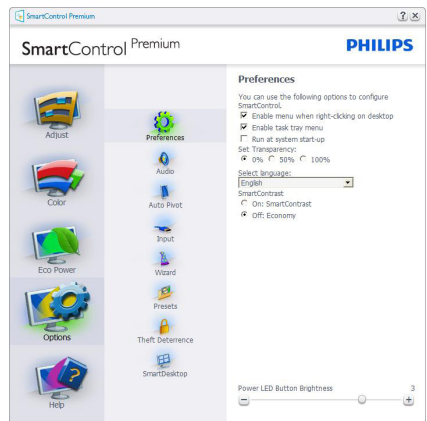 SmartControl Premium
SmartControl Premium
PHILIPS
Adjust
Color
Eco Power
Options
Help
Preferences
Audio
Auto Pivot
Input
Wizard
Presets
Theft Deterrence
SmartDesktop
Preferences
You can use the following options to configure
SmartControl.
Enable menu when right-clicking on desktop
Enable task tray menu
Run at system start-up
Set Transparency:
0% 50% 100%
Select language:
English
SmartContrast
On: SmartContrast
Off: Economy
Power LED Button Brightness 3